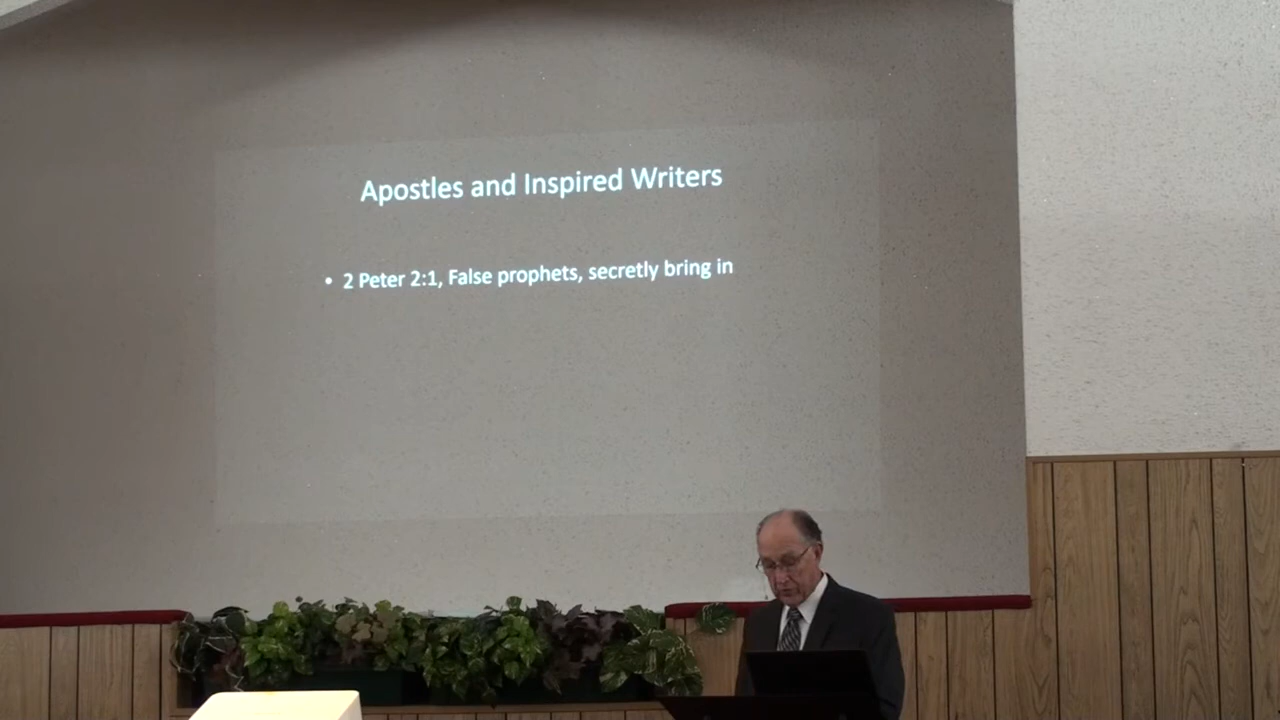 Apostles and Inspired Writers
• 2 Peter 2:1, False prophets, secretly bring in